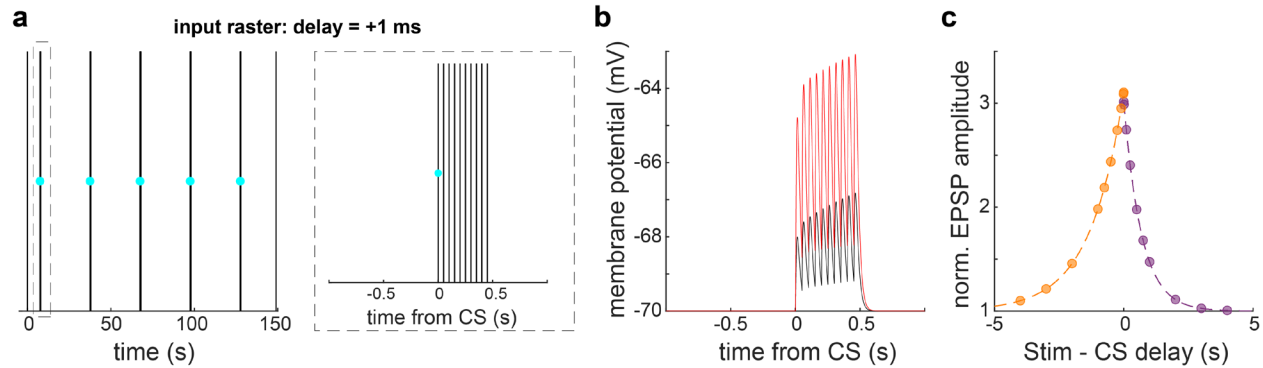 a
input raster: delay = +1 ms
0
50
100
150
time (s)
-0.5
0
0.5
time from CS (s)
b
membrane potential (mV)
-64
-66
-68
-70
-0.5
0
0.5
time from CS (s)
c
norm. EPSP amplitude
3
2
1
-5
0
5
Stim - CS delay (s)